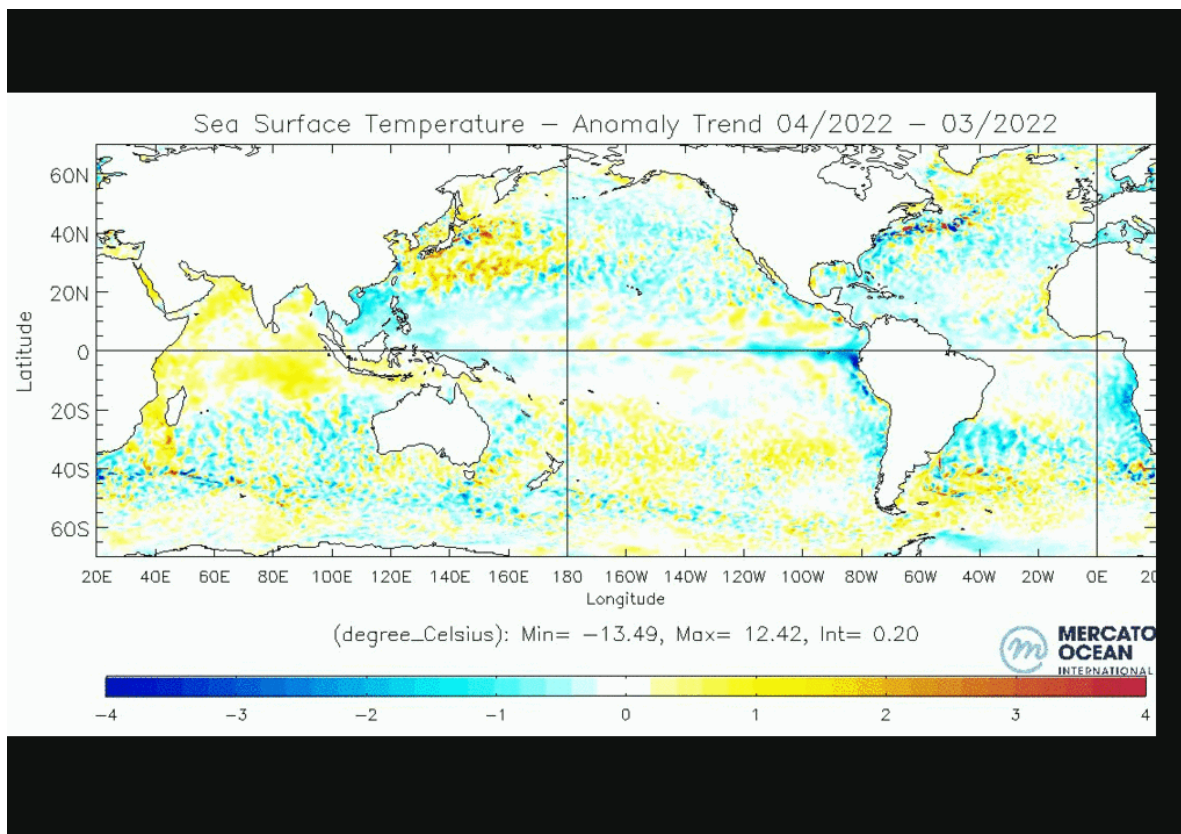 Sea Surface Temperature - Anomaly Trend 04/2022 - 03/2022
60N
40N
20N
0
20S
40S
60S
Latitude
20E 40E 60E 80E 100E 120E 140E 160E 180 160W 140W 120W 100W 80W 60W 40W 20W 0E 20
Longitude
(degree_Celsius): Min= -13.49, Max= 12.42, Int= 0.20
MERCATO
OCEAN
INTERNATIONAL
-4 -3 -2 -1 0 1 2 3 4